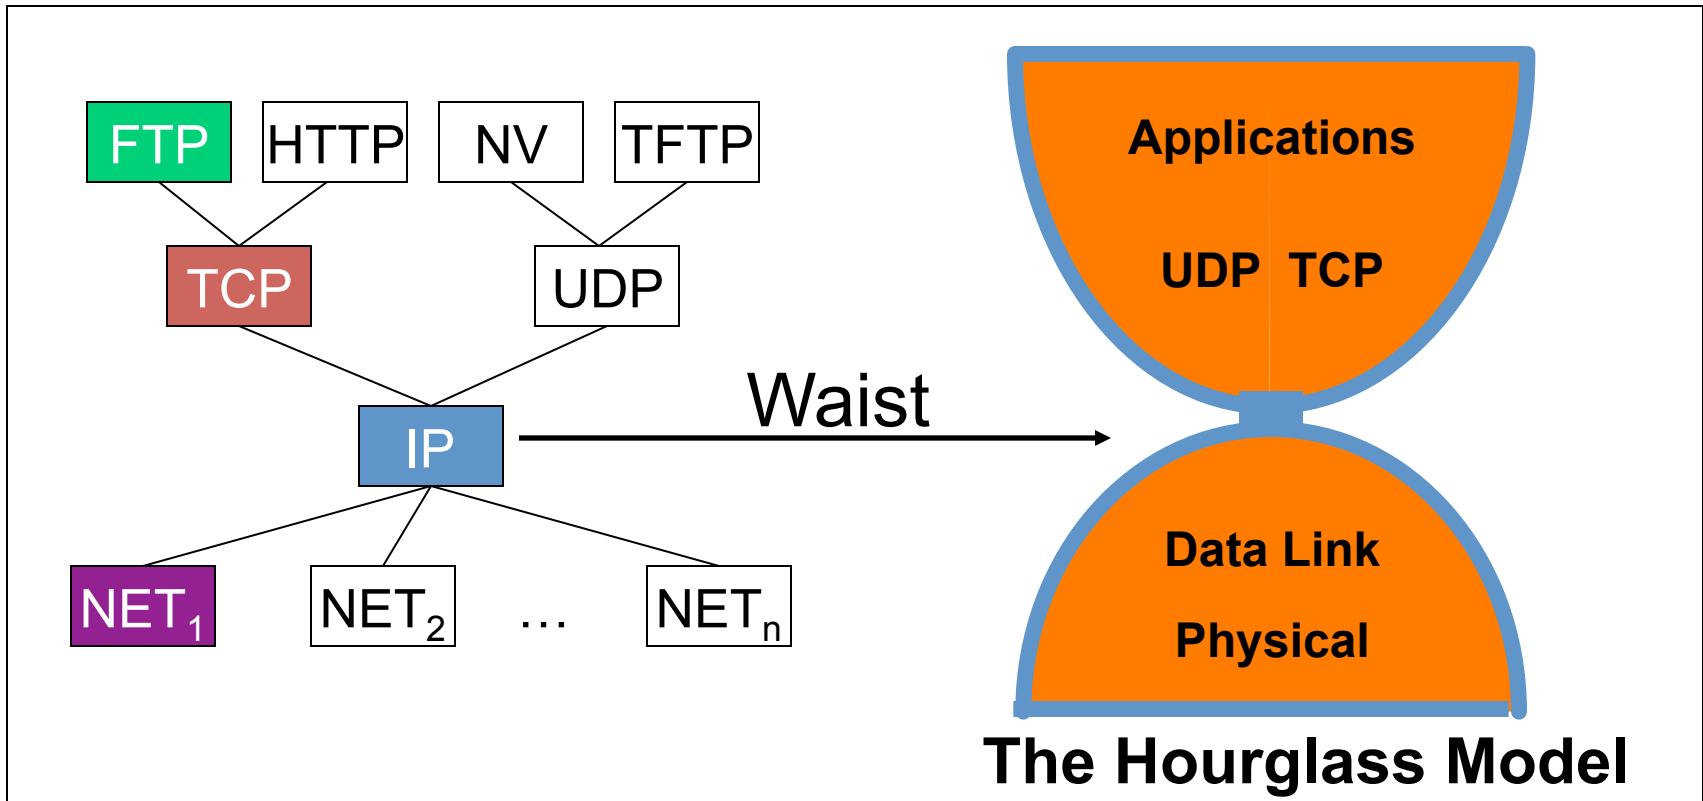 FTP HTTP NV TFTP
TCP UDP
IP
NET1 NET2 … NETn
Waist
Applications
UDP TCP
Data Link
Physical
The Hourglass Model